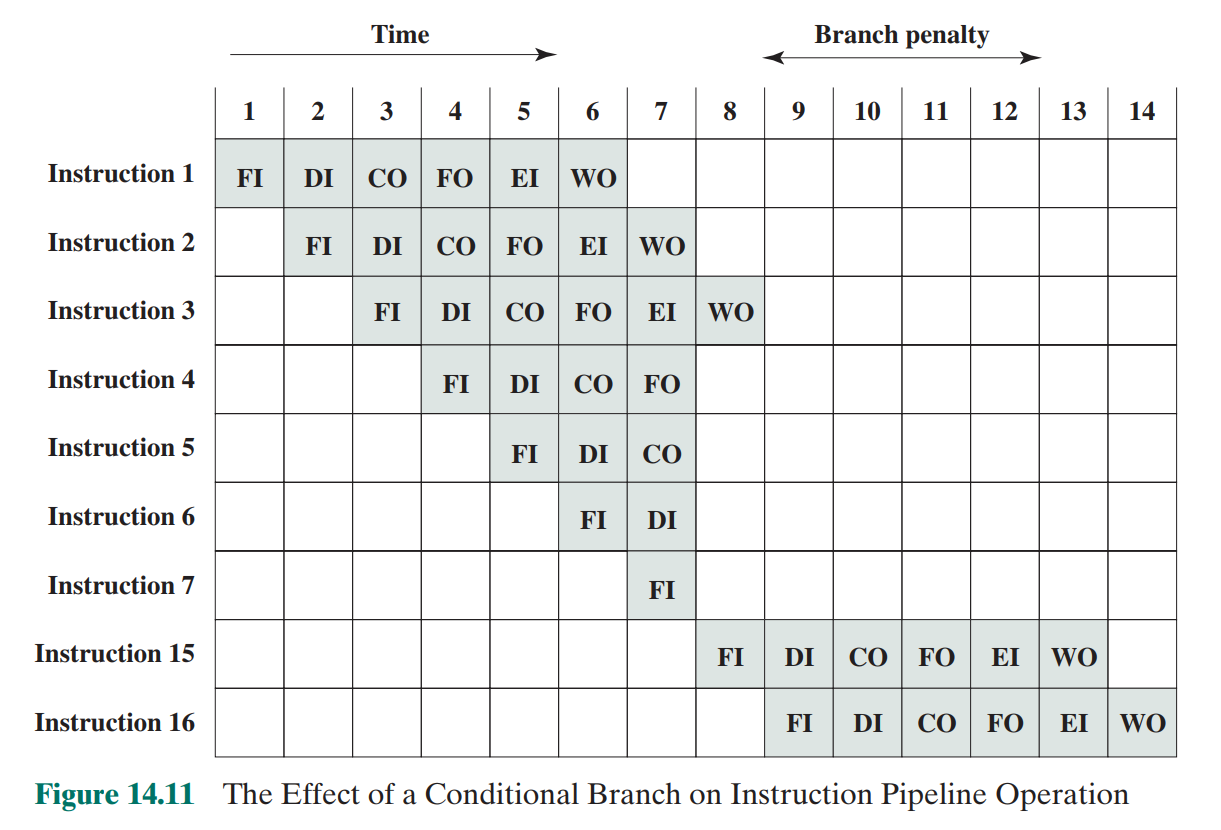 Time Branch penalty
1 2 3 4 5 6 7 8 9 10 11 12 13 14
Instruction 1 FI DI CO FO EI WO
Instruction 2 FI DI CO FO EI WO
Instruction 3 FI DI CO FO EI WO
Instruction 4 FI DI CO FO
Instruction 5 FI DI CO
Instruction 6 FI DI
Instruction 7 FI
Instruction 15 FI DI CO FO EI WO
Instruction 16 FI DI CO FO EI WO
Figure 14.11 The Effect of a Conditional Branch on Instruction Pipeline Operation